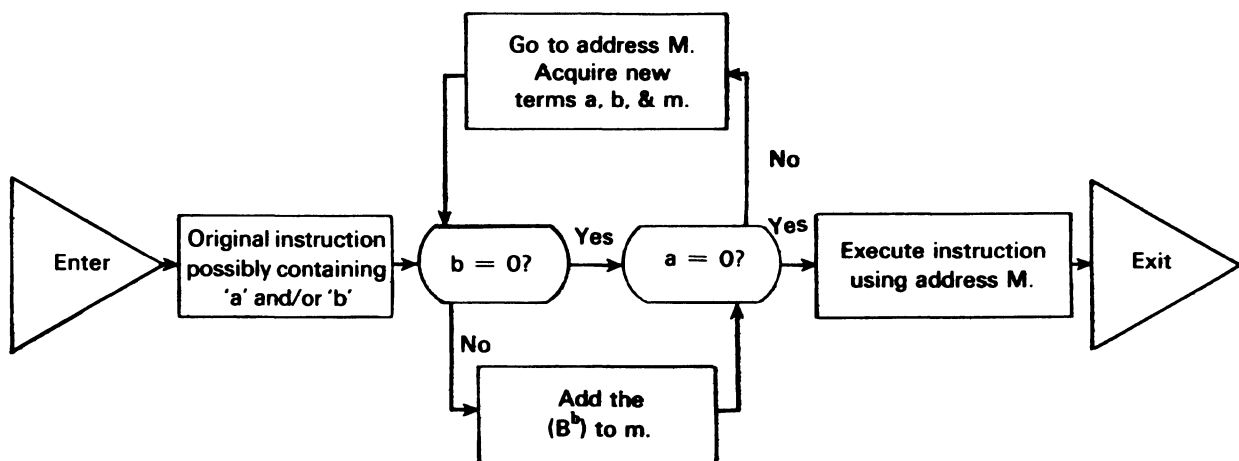 Go to address M.
Acquire new
terms a, b, & m.
No
Enter
Original instruction
possibly containing
'a' and/or 'b'
b = 0?
Yes
a = 0?
Yes
Execute instruction
using address M.
Exit
No
Add the
(Bᵇ) to m.